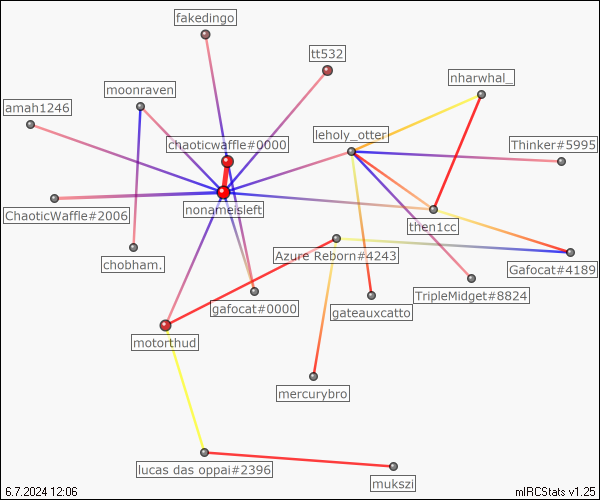 fakedingo
tt532
nharwhal_
moonraven
amah1246
leholy_otter
chaoticwaffle#0000
Thinker#5995
nonameisleft
ChaoticWaffle#2006
then1cc
Azure Reborn#4243
chobham.
Gafocat#4189
TripleMidget#8824
gafocat#0000
gateauxcatto
motorthud
mercurybro
lucas das oppai#2396
mukszi
6.7.2024 12:06
mIRCStats v1.25